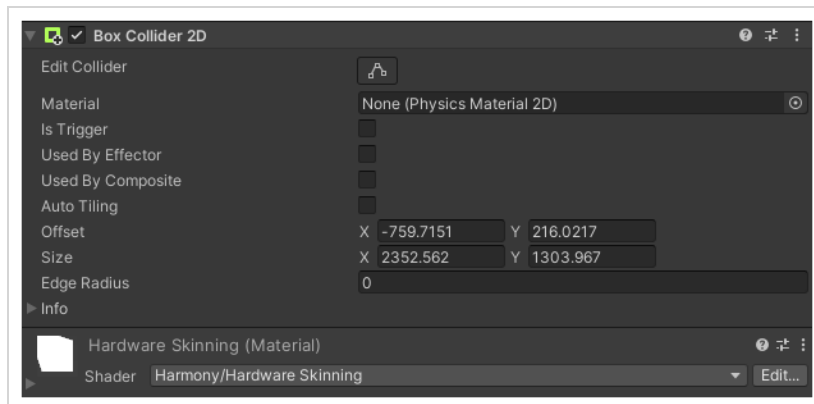 Box Collider 2D
Edit Collider
Material None (Physics Material 2D)
Is Trigger
Used By Effector
Used By Composite
Auto Tiling
Offset X -759.7151 Y 216.0217
Size X 2352.562 Y 1303.967
Edge Radius 0
Info
Hardware Skinning (Material)
Shader Harmony/Hardware Skinning Edit...